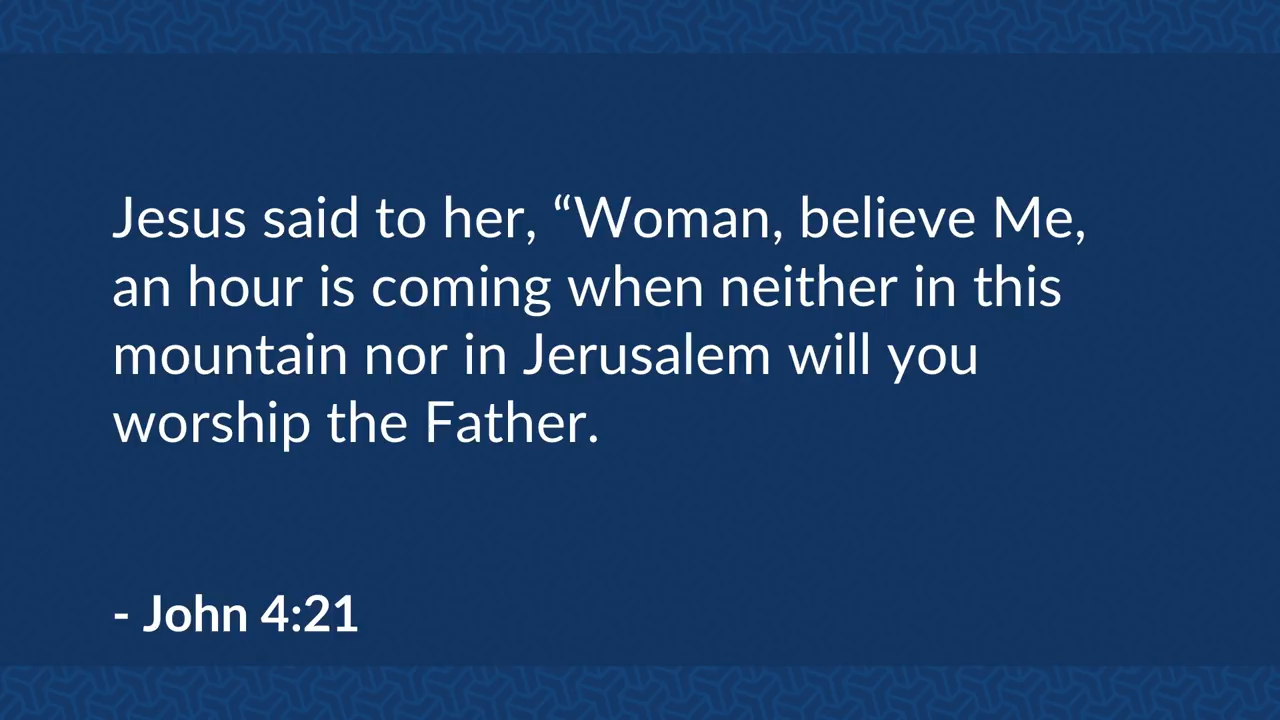 Jesus said to her, “Woman, believe Me,
an hour is coming when neither in this
mountain nor in Jerusalem will you
worship the Father.
- John 4:21